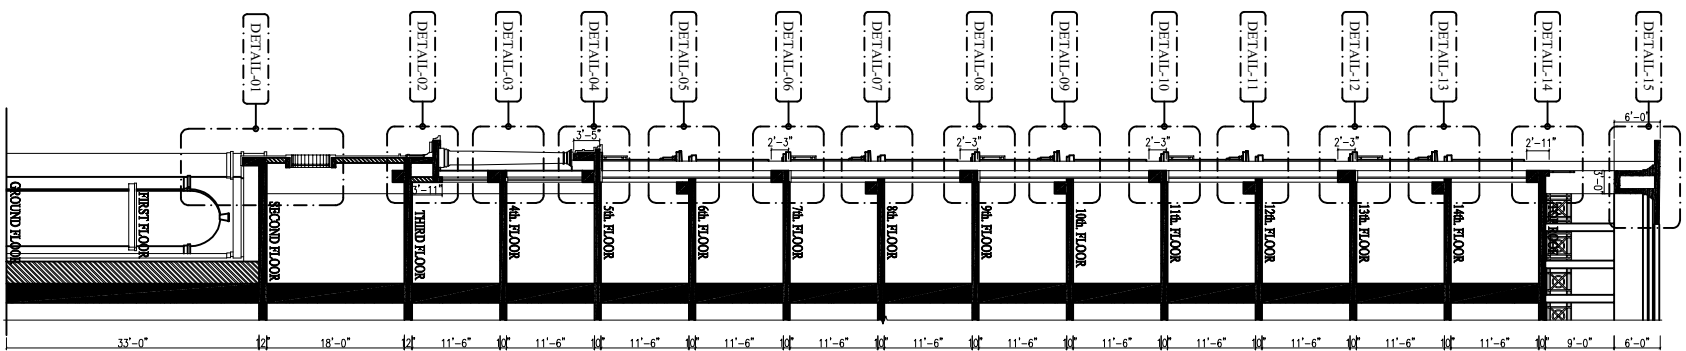 DETAIL-01
DETAIL-02
DETAIL-03
DETAIL-04
DETAIL-05
DETAIL-06
DETAIL-07
DETAIL-08
DETAIL-09
DETAIL-10
DETAIL-11
DETAIL-12
DETAIL-13
DETAIL-14
DETAIL-15
6'-0"
3'-5"
2'-3"
2'-3"
2'-3"
2'-3"
2'-11"
3'-11"
3'-0"
GROUND FLOOR
FIRST FLOOR
SECOND FLOOR
THIRD FLOOR
4th. FLOOR
5th. FLOOR
6th. FLOOR
7th. FLOOR
8th. FLOOR
9th. FLOOR
10th. FLOOR
11th. FLOOR
12th. FLOOR
13th. FLOOR
14th. FLOOR
33'-0" 12" 18'-0" 12" 11'-6" 10" 11'-6" 10" 11'-6" 10" 11'-6" 10" 11'-6" 10" 11'-6" 10" 11'-6" 10" 11'-6" 10" 11'-6" 10" 11'-6" 10" 11'-6" 10" 11'-6" 10" 9'-0" 6'-0"